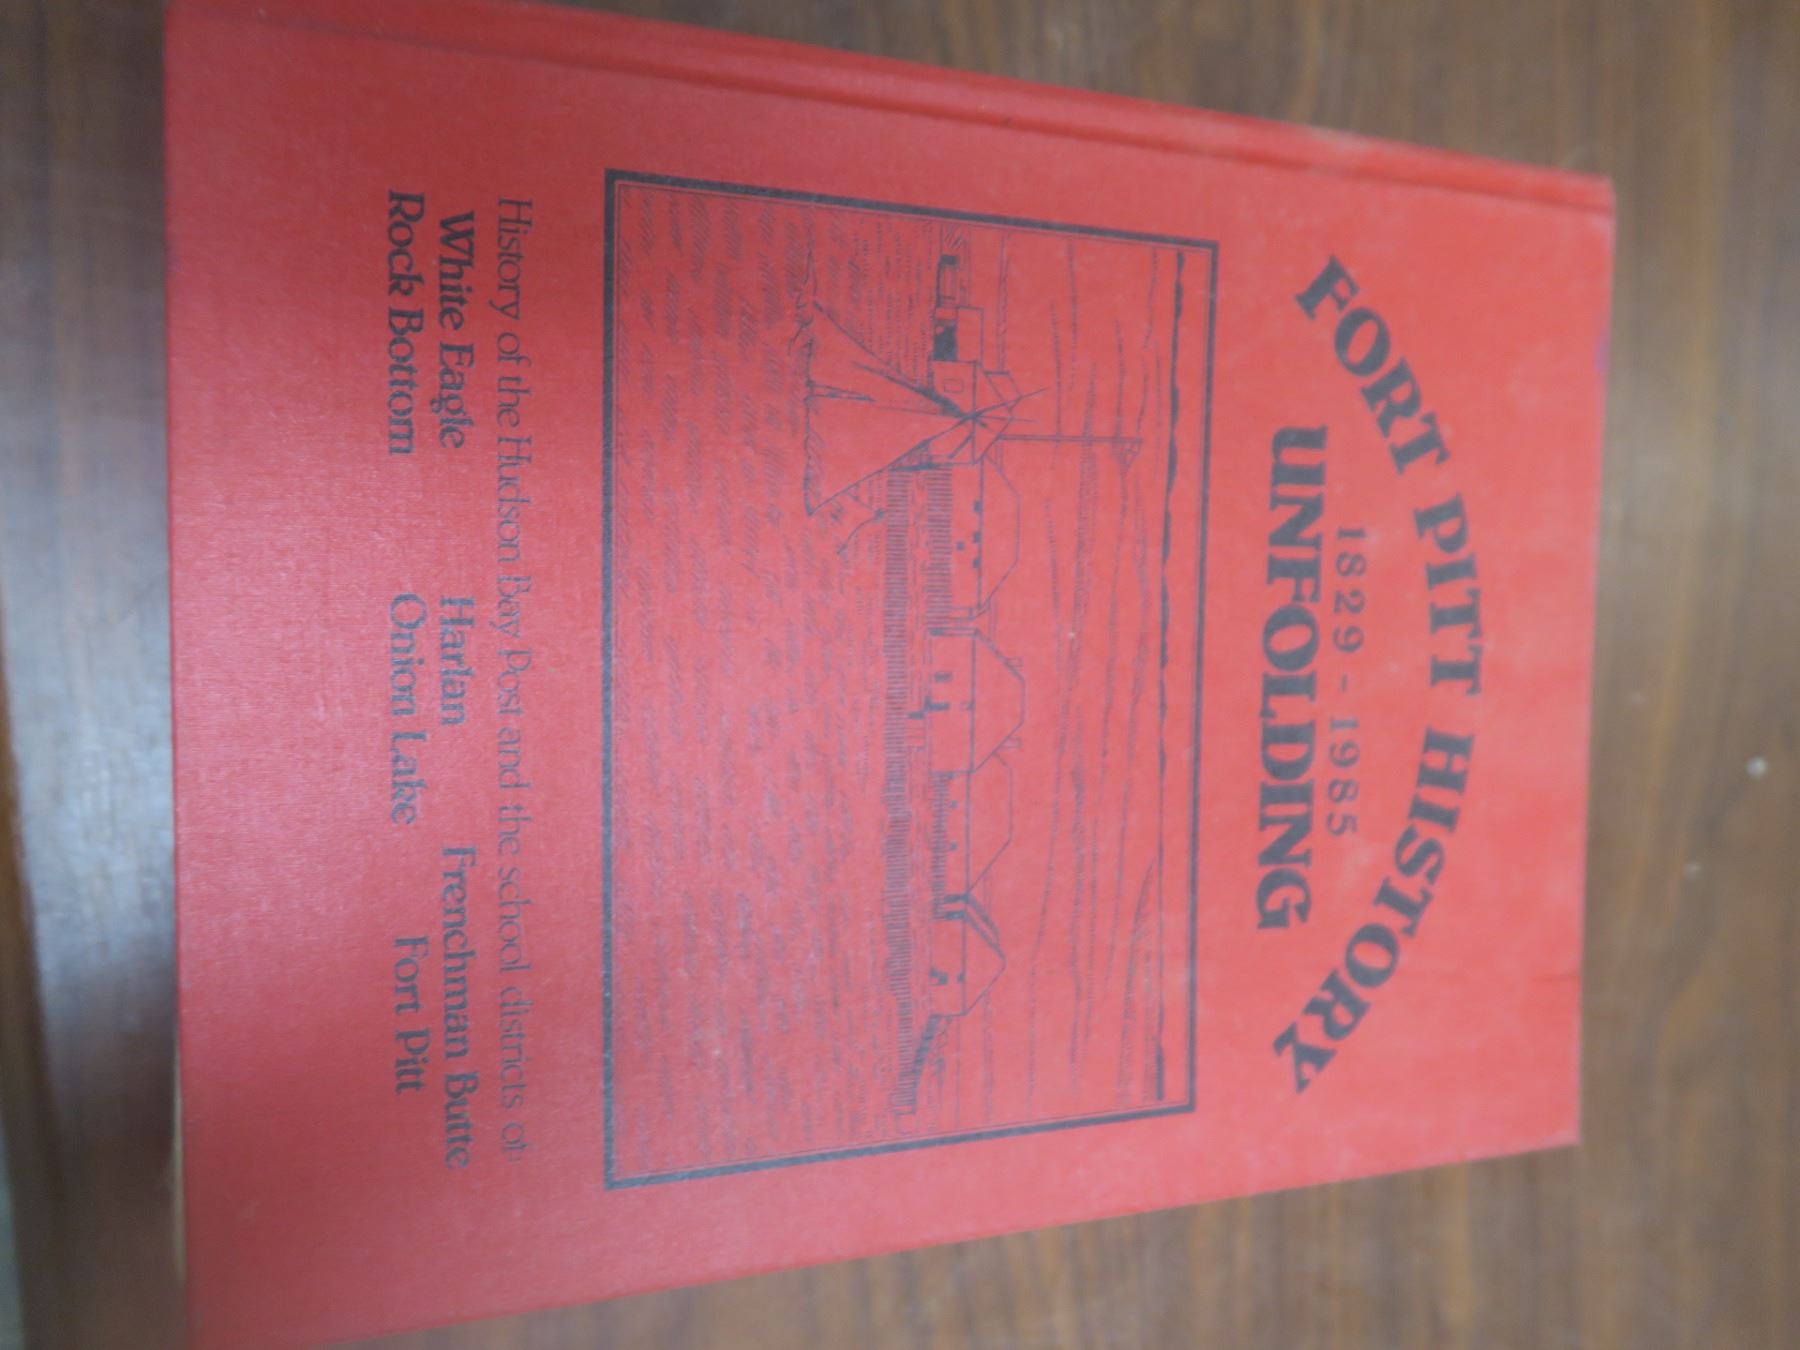 FORT PITT HISTORY
1829 - 1985
UNFOLDING
History of the Hudson Bay Post and the school districts of:
White Eagle Harlan Frenchman Butte
Rock Bottom Onion Lake Fort Pitt